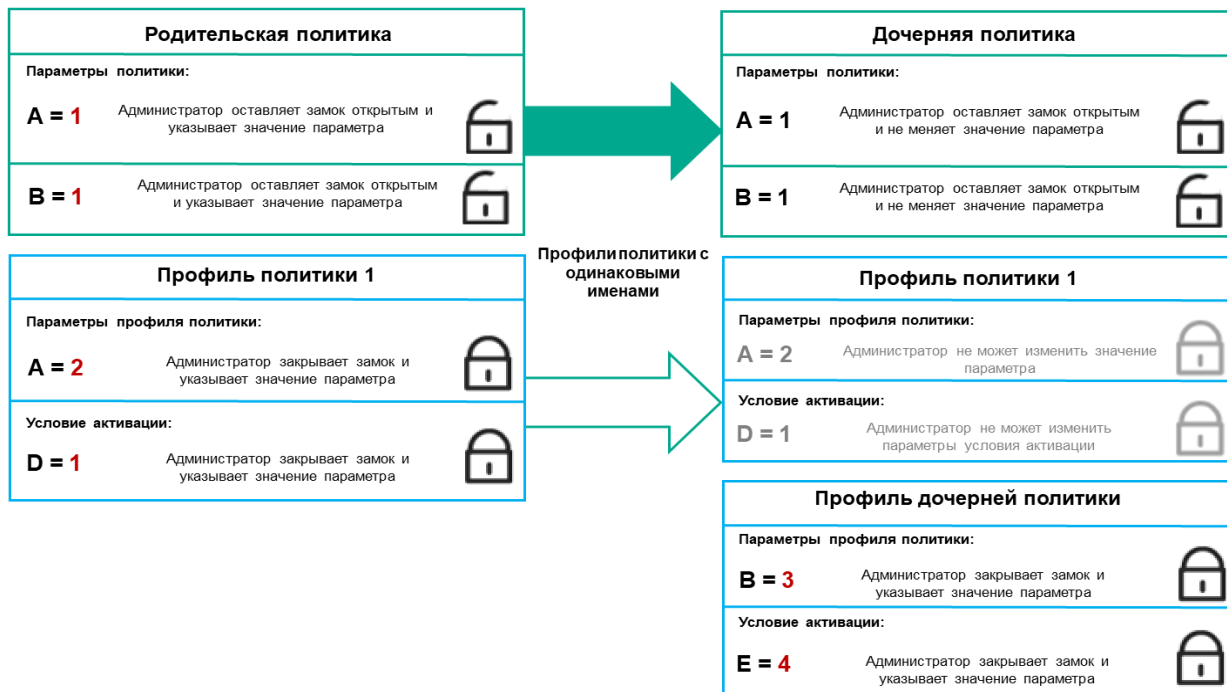 Родительская политика
Параметры политики:
A = 1
Администратор оставляет замок открытым и
указывает значение параметра
B = 1
Администратор оставляет замок открытым
и указывает значение параметра
Дочерняя политика
Параметры политики:
A = 1
Администратор оставляет замок открытым
и не меняет значение параметра
B = 1
Администратор оставляет замок открытым
и не меняет значение параметра
Профили политики с
одинаковыми
именами
Профиль политики 1
Параметры профиля политики:
A = 2
Администратор закрывает замок и
указывает значение параметра
Условие активации:
D = 1
Администратор закрывает замок и
указывает значение параметра
Профиль политики 1
Параметры профиля политики:
A = 2
Администратор не может изменить значение
параметра
Условие активации:
D = 1
Администратор не может изменить
параметры условия активации
Профиль дочерней политики
Параметры профиля политики:
B = 3
Администратор закрывает замок и
указывает значение параметра
Условие активации:
E = 4
Администратор закрывает замок и
указывает значение параметра